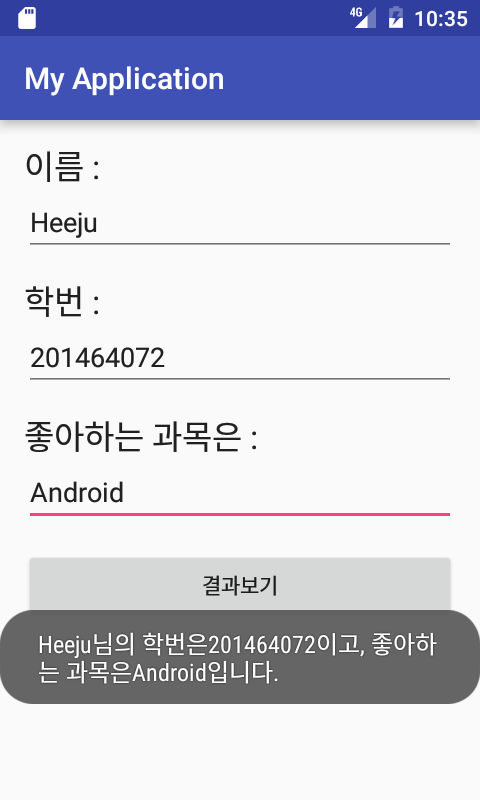 4G 10:35
My Application
이름 :
Heeju
학번 :
201464072
좋아하는 과목은 :
Android
결과보기
Heeju님의 학번은201464072이고, 좋아하
는 과목은Android입니다.